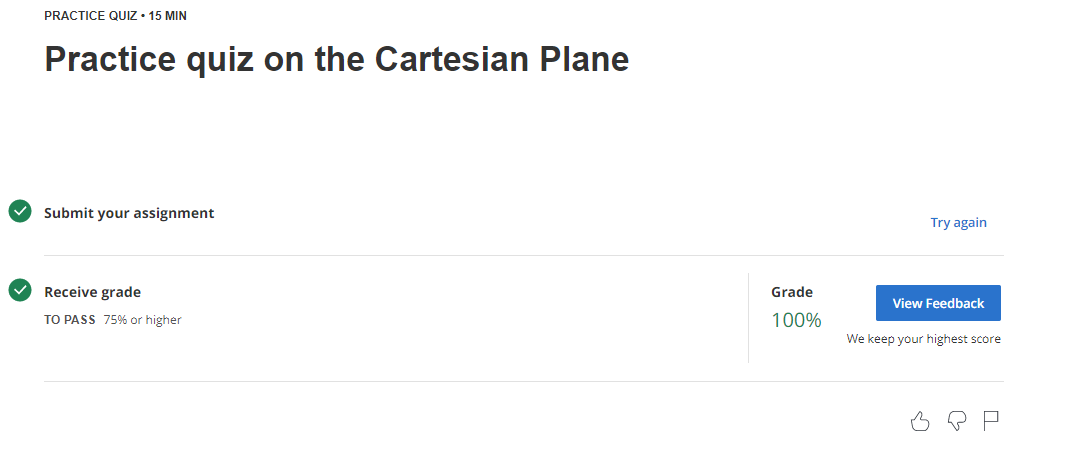 PRACTICE QUIZ • 15 MIN
Practice quiz on the Cartesian Plane
Submit your assignment
Try again
Receive grade
TO PASS 75% or higher
Grade
100%
View Feedback
We keep your highest score